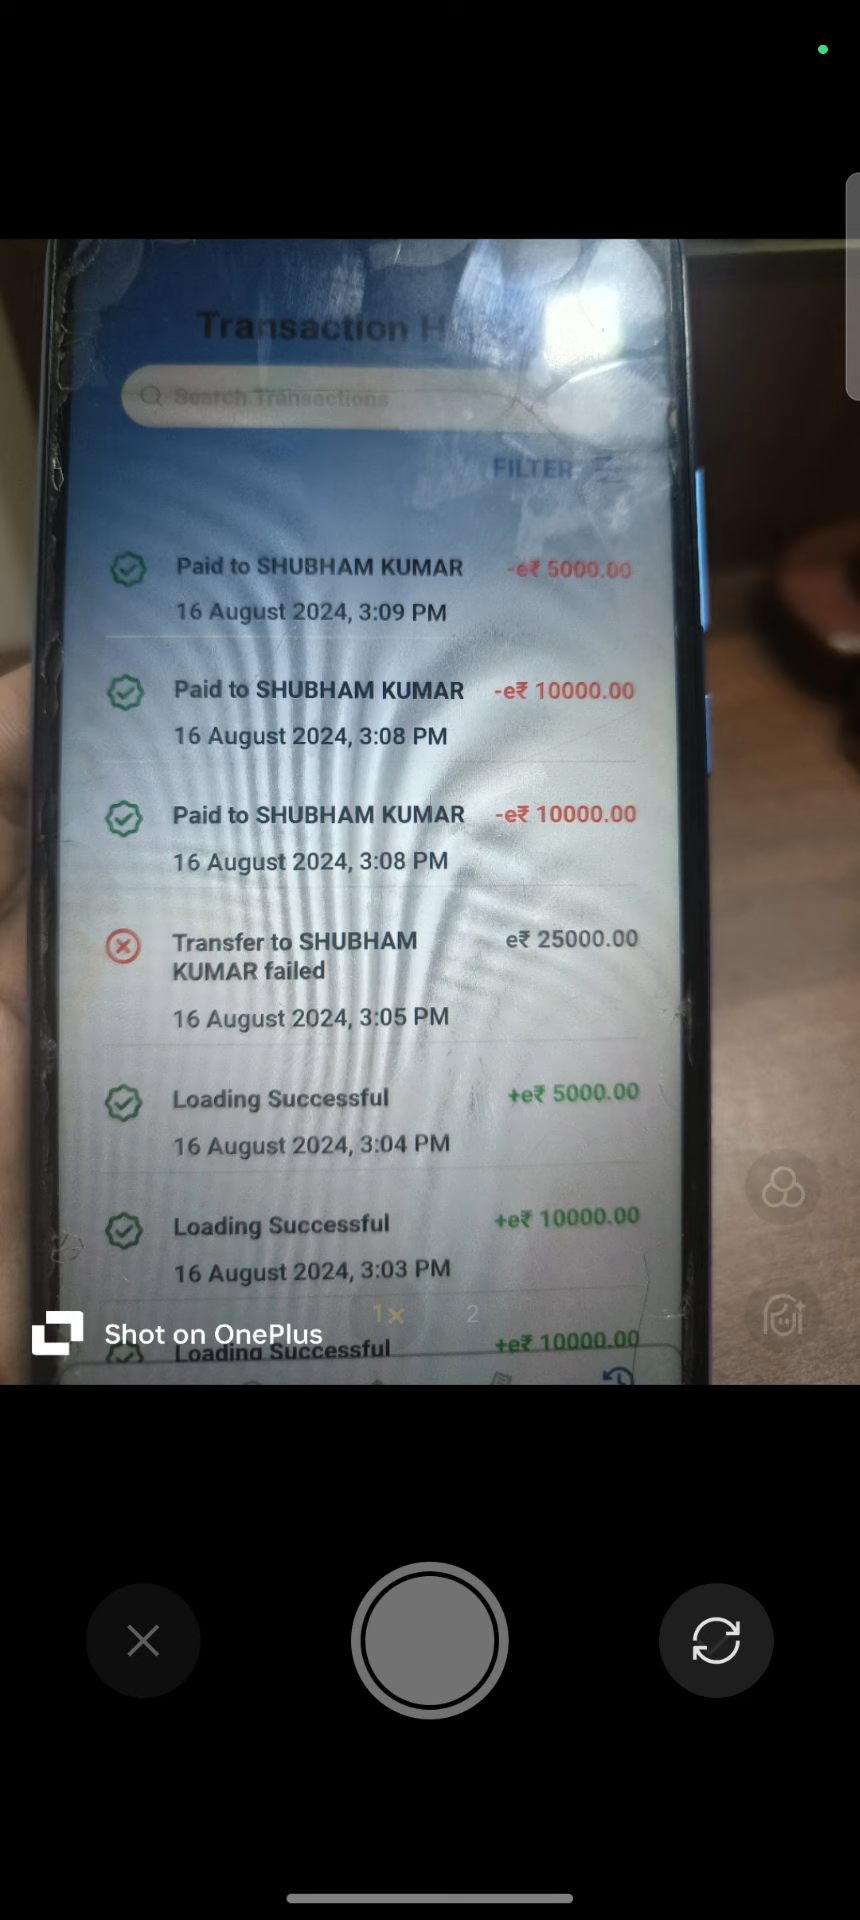 Transaction
Search Transactions
FILTER
Paid to SHUBHAM KUMAR -e₹ 5000.00
16 August 2024, 3:09 PM
Paid to SHUBHAM KUMAR -e₹ 10000.00
16 August 2024, 3:08 PM
Paid to SHUBHAM KUMAR -e₹ 10000.00
16 August 2024, 3:08 PM
Transfer to SHUBHAM e₹ 25000.00
KUMAR failed
16 August 2024, 3:05 PM
Loading Successful +e₹ 5000.00
16 August 2024, 3:04 PM
Loading Successful +e₹ 10000.00
16 August 2024, 3:03 PM
1× 2
Shot on OnePlus
Loading Successful +e₹ 10000.00